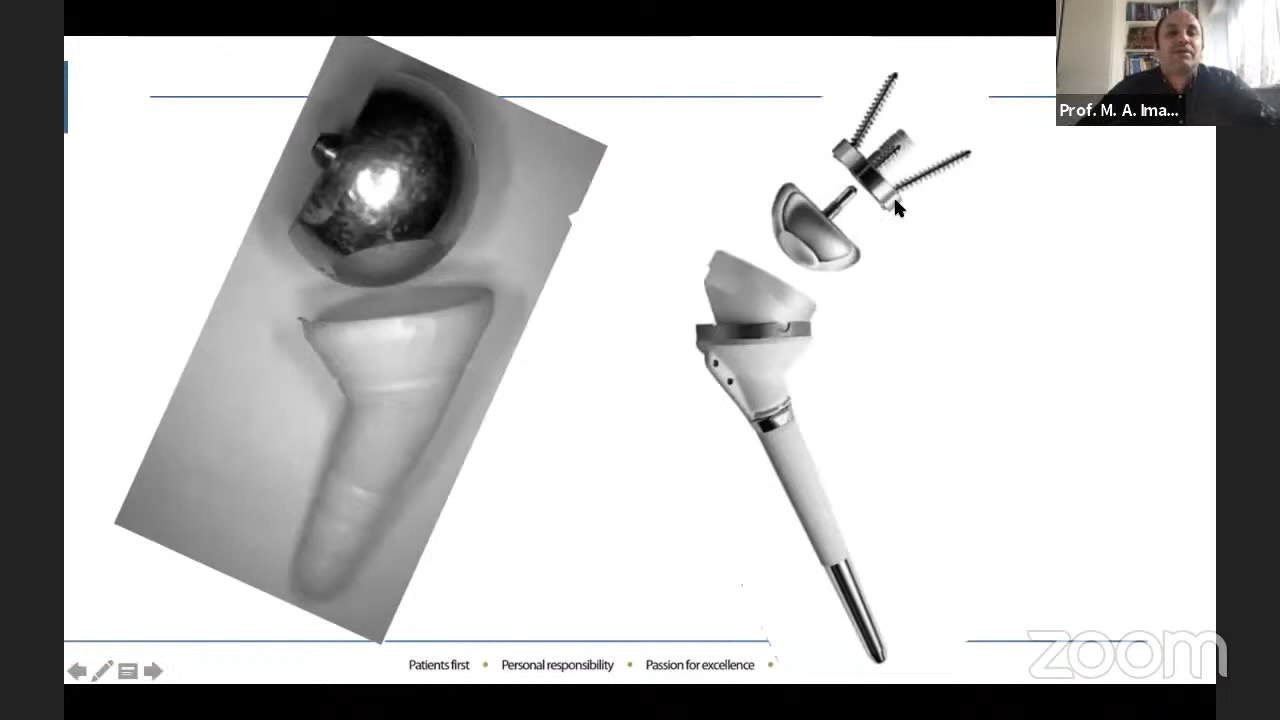 Prof. M. A. Ima...
Patients first • Personal responsibility • Passion for excellence •
zoom